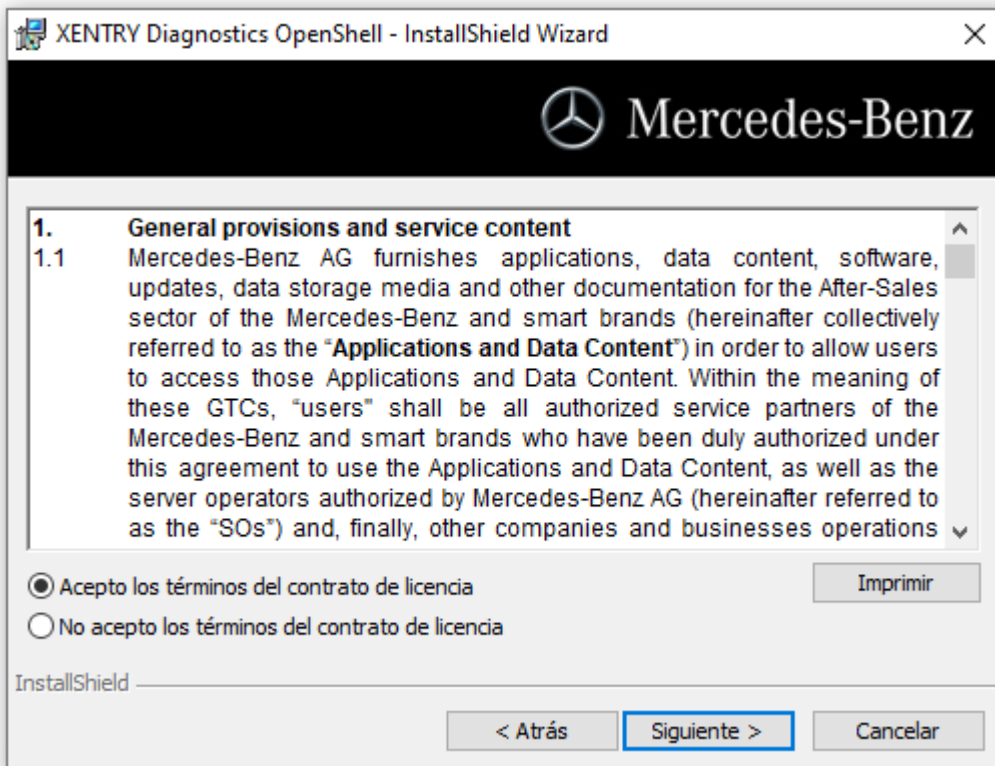 XENTRY Diagnostics OpenShell - InstallShield Wizard
Mercedes-Benz
1. General provisions and service content
1.1 Mercedes-Benz AG furnishes applications, data content, software,
updates, data storage media and other documentation for the After-Sales
sector of the Mercedes-Benz and smart brands (hereinafter collectively
referred to as the “Applications and Data Content”) in order to allow users
to access those Applications and Data Content. Within the meaning of
these GTCs, “users" shall be all authorized service partners of the
Mercedes-Benz and smart brands who have been duly authorized under
this agreement to use the Applications and Data Content, as well as the
server operators authorized by Mercedes-Benz AG (hereinafter referred to
as the “SOs”) and, finally, other companies and businesses operations
Acepto los términos del contrato de licencia
Imprimir
No acepto los términos del contrato de licencia
InstallShield
< Atrás
Siguiente >
Cancelar